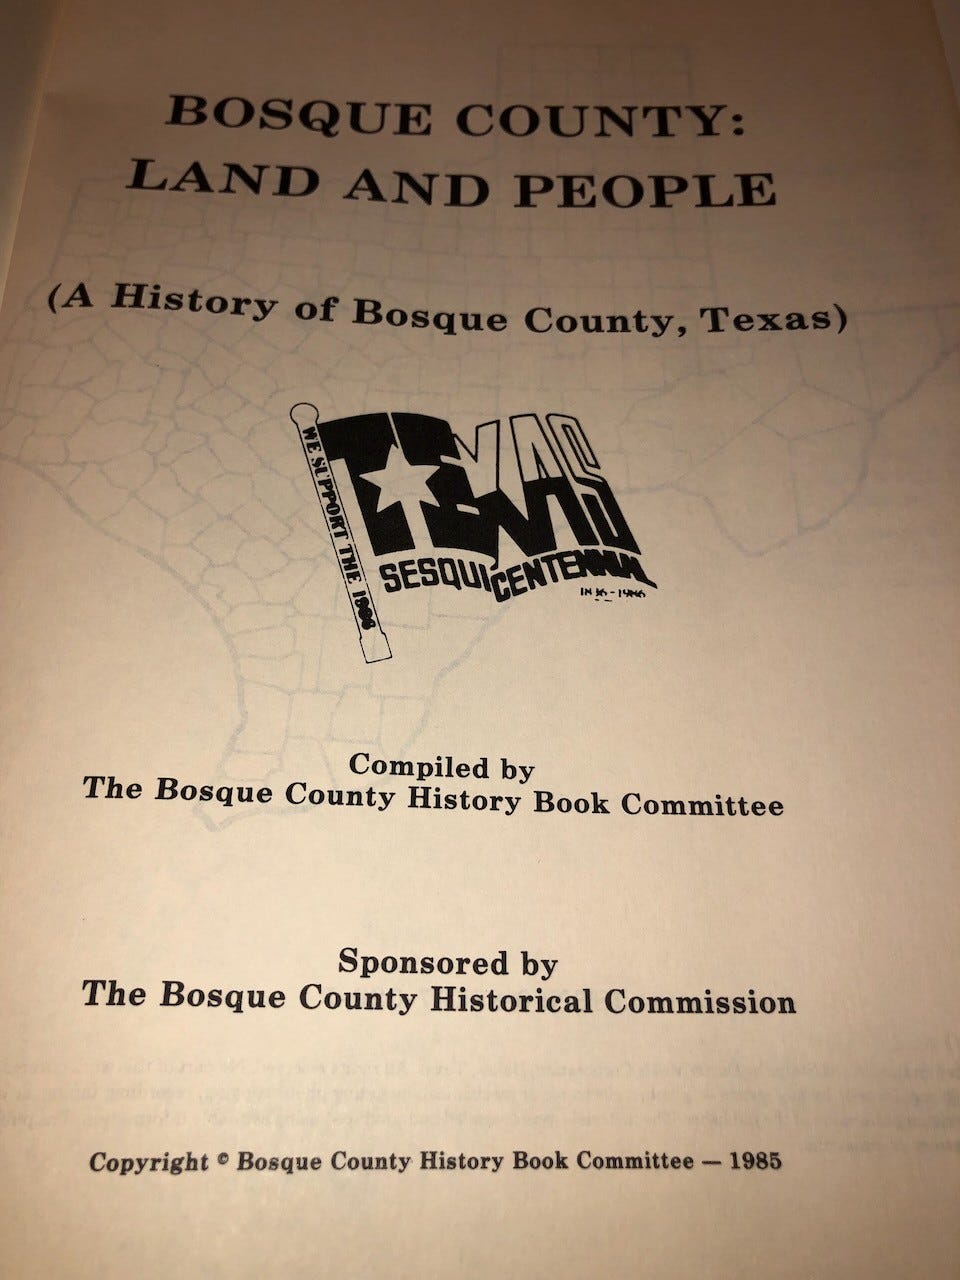 BOSQUE COUNTY:
LAND AND PEOPLE
(A History of Bosque County, Texas)
WE SUPPORT THE
TEXAS
SESQUICENTENNIAL
Compiled by
The Bosque County History Book Committee
Sponsored by
The Bosque County Historical Commission
Copyright © Bosque County History Book Committee — 1985